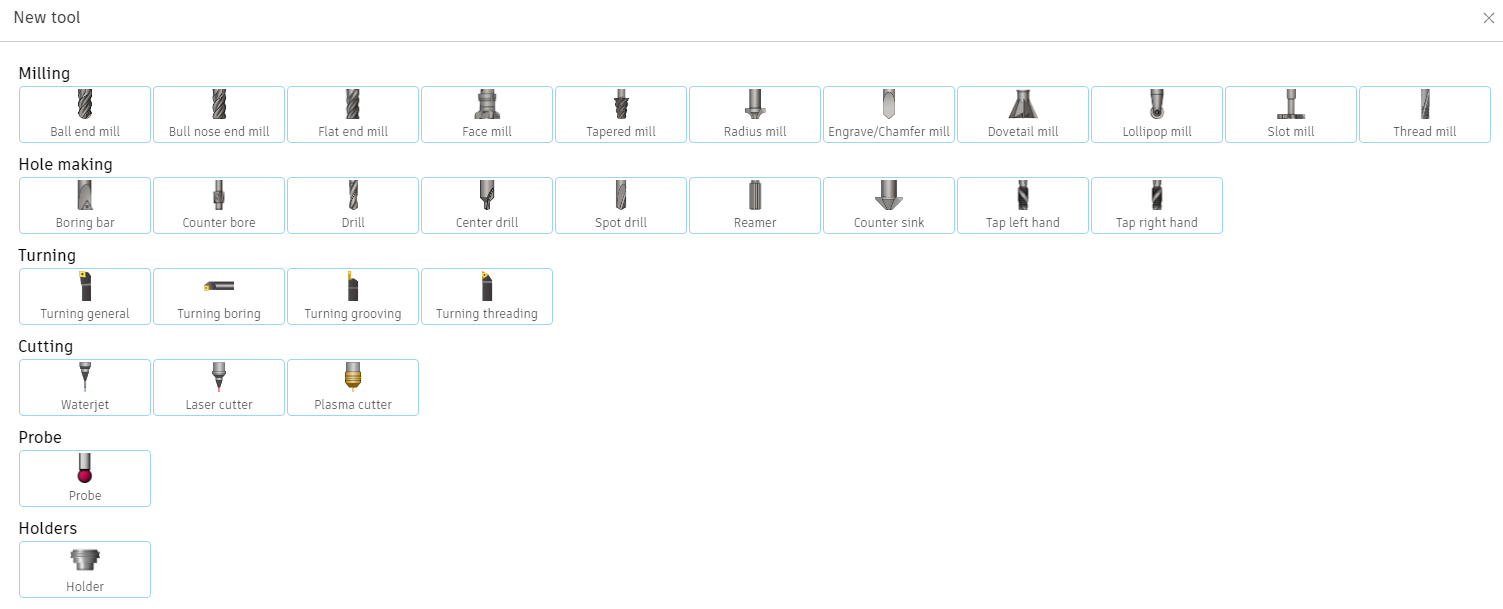 New tool
Milling
Ball end mill Bull nose end mill Flat end mill Face mill Tapered mill Radius mill Engrave/Chamfer mill Dovetail mill Lollipop mill Slot mill Thread mill
Hole making
Boring bar Counter bore Drill Center drill Spot drill Reamer Counter sink Tap left hand Tap right hand
Turning
Turning general Turning boring Turning grooving Turning threading
Cutting
Waterjet Laser cutter Plasma cutter
Probe
Probe
Holders
Holder